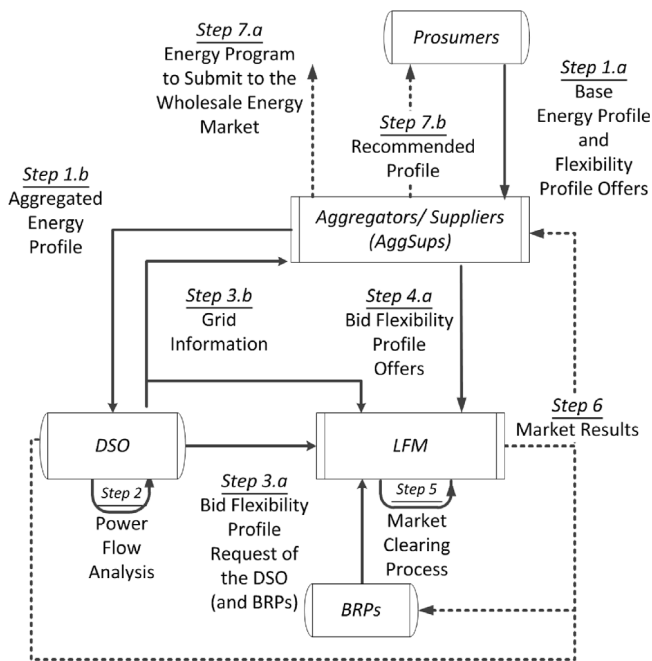 Step 7.a
Energy Program
to Submit to the
Wholesale Energy
Market
Prosumers
Step 1.a
Base
Energy Profile
and
Flexibility
Profile Offers
Step 7.b
Recommended
Profile
Step 1.b
Aggregated
Energy
Profile
Aggregators/ Suppliers
(AggSups)
Step 3.b
Grid
Information
Step 4.a
Bid Flexibility
Profile
Offers
Step 6
Market Results
DSO
LFM
Step 2
Power
Flow
Analysis
Step 3.a
Bid Flexibility
Profile
Request of
the DSO
(and BRPs)
Step 5
Market
Clearing
Process
BRPs